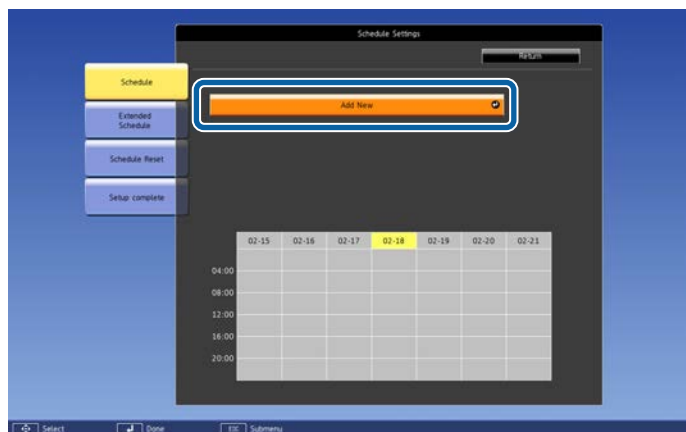 Schedule Settings
Return
Schedule
Add New
Extended
Schedule
Schedule Reset
Setup complete
02-15 02-16 02-17 02-18 02-19 02-20 02-21
04:00
08:00
12:00
16:00
20:00
Select Done ESC Submenu